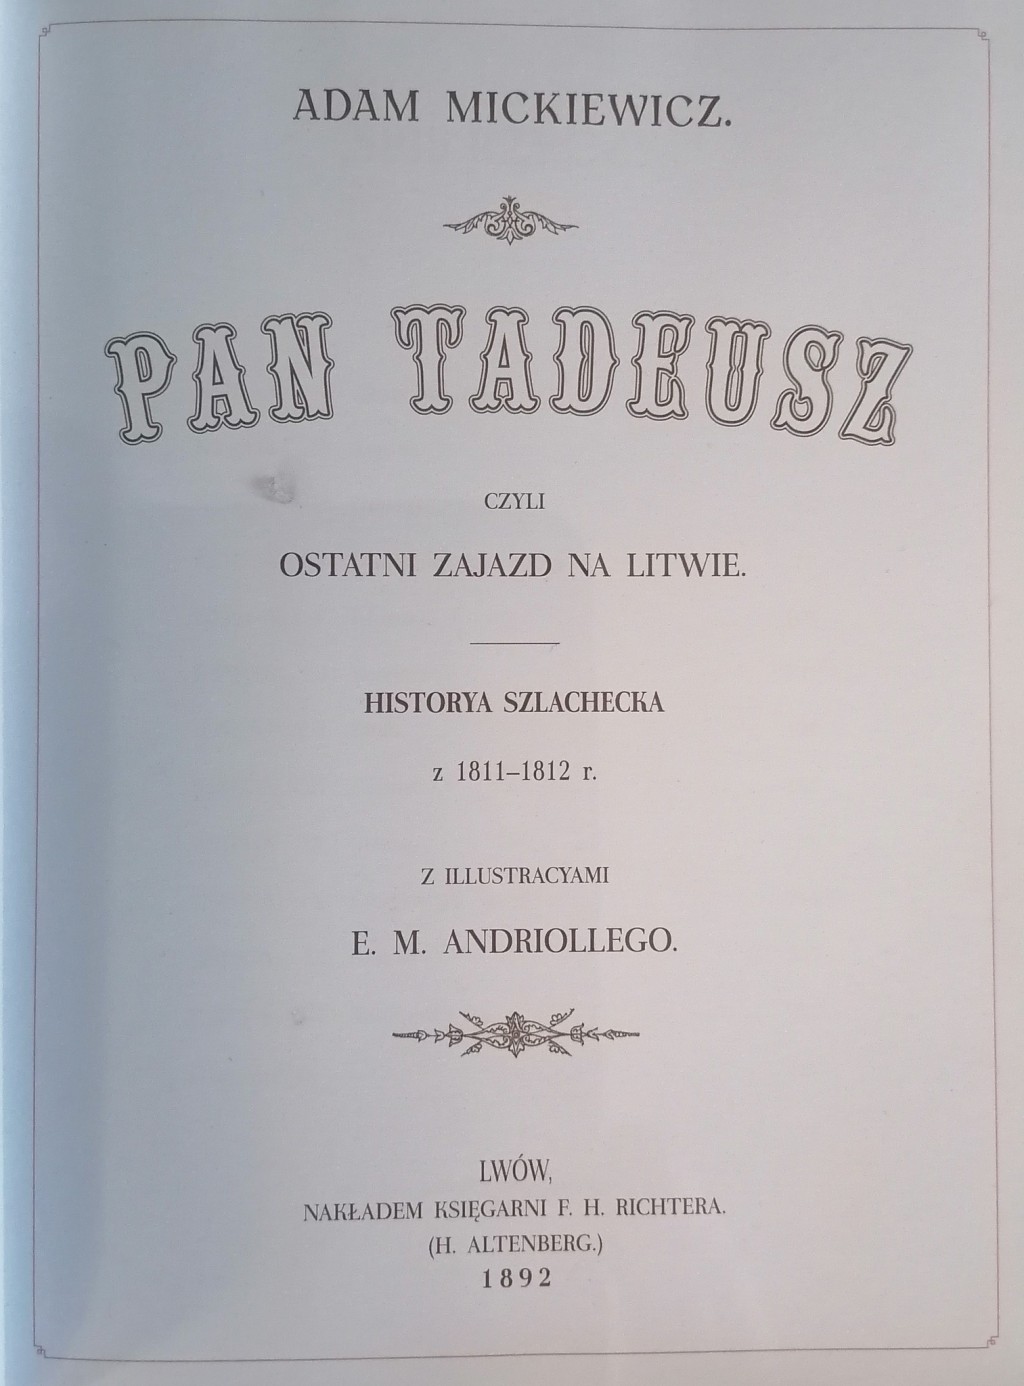 ADAM MICKIEWICZ.
PAN TADEUSZ
CZYLI
OSTATNI ZAJAZD NA LITWIE.
HISTORYA SZLACHECKA
z 1811–1812 r.
Z ILLUSTRACYAMI
E. M. ANDRIOLLEGO.
LWÓW,
NAKŁADEM KSIĘGARNI F. H. RICHTERA.
(H. ALTENBERG.)
1892